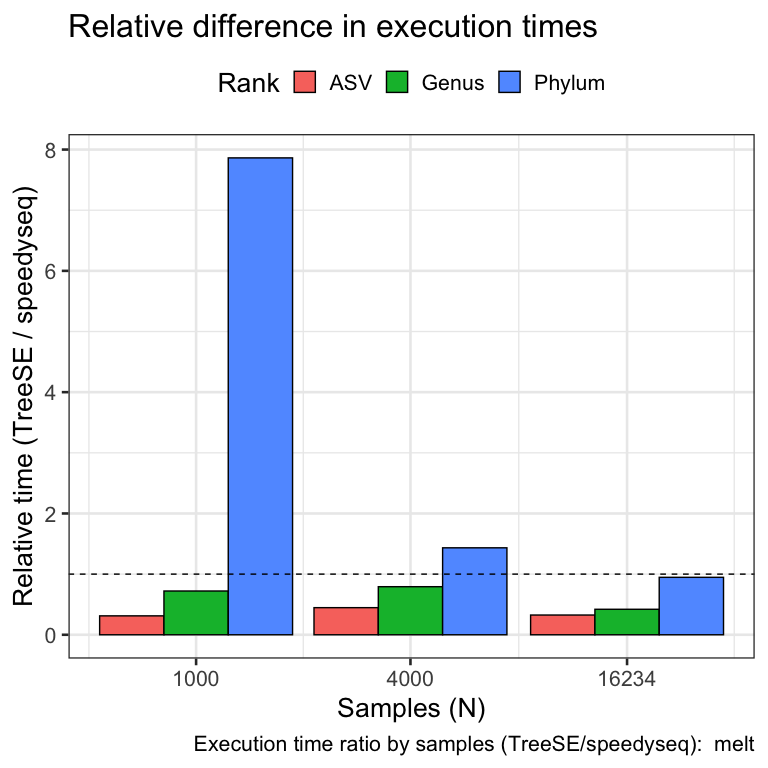 Relative difference in execution times
Rank ASV Genus Phylum
Relative time (TreeSE / speedyseq)
8
6
4
2
0
1000 4000 16234
Samples (N)
Execution time ratio by samples (TreeSE/speedyseq):  melt